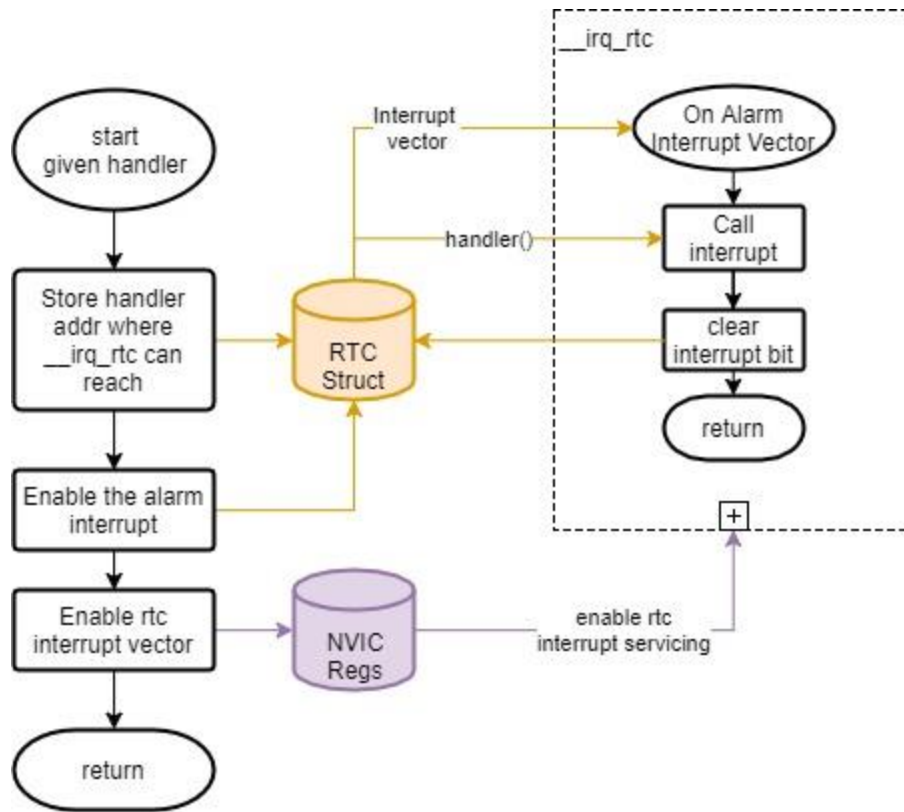 __irq_rtc
start
given handler
Interrupt
vector
On Alarm
Interrupt Vector
Call
interrupt
handler()
Store handler
addr where
__irq_rtc can
reach
RTC
Struct
clear
interrupt bit
return
Enable the alarm
interrupt
+
Enable rtc
interrupt vector
NVIC
Regs
enable rtc
interrupt servicing
return